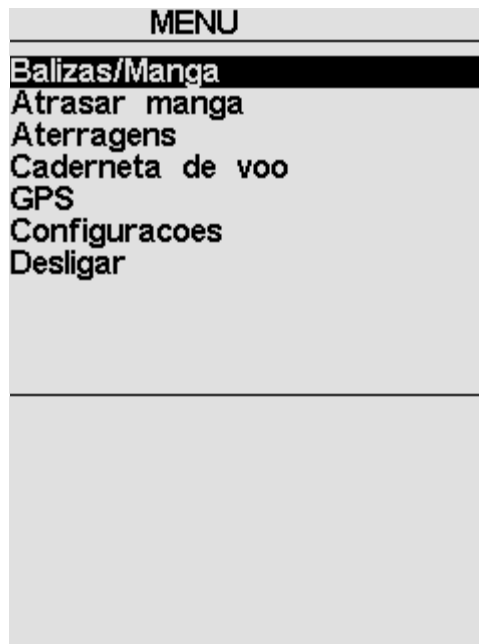 MENU
Balizas/Manga
Atrasar manga
Aterragens
Caderneta de voo
GPS
Configuracoes
Desligar